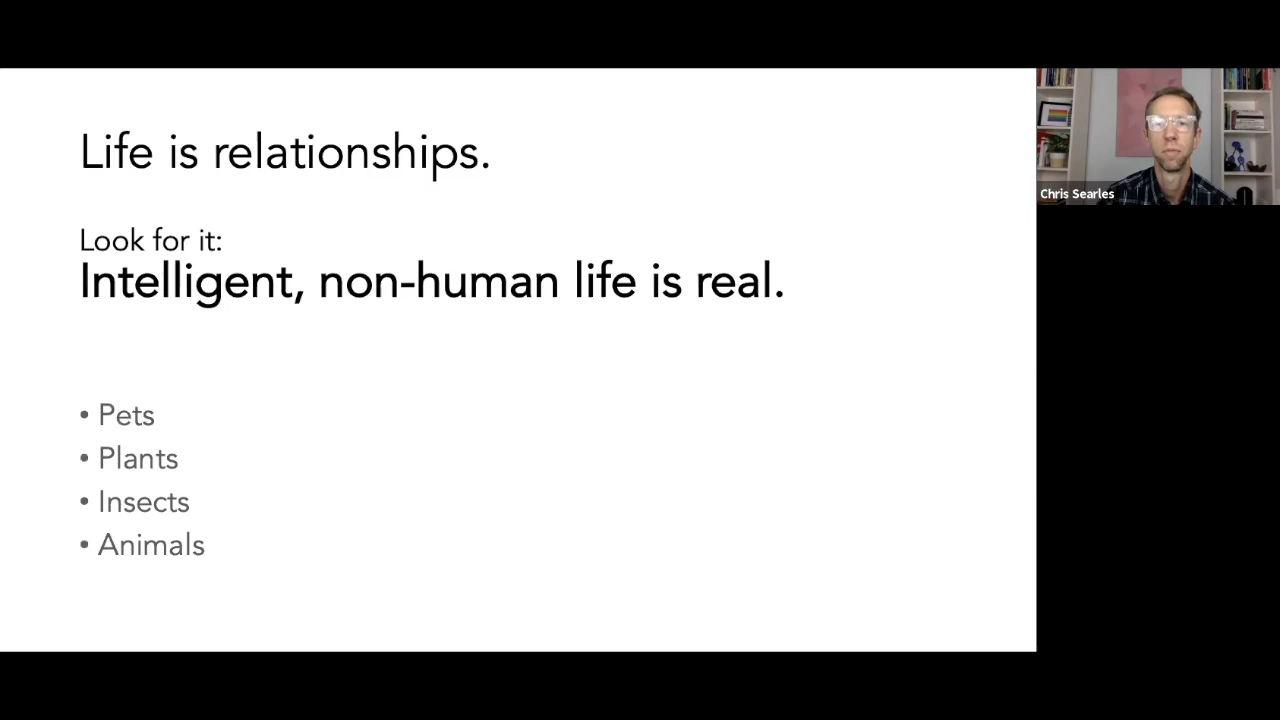 Life is relationships.
Look for it:
Intelligent, non-human life is real.
• Pets
• Plants
• Insects
• Animals
Chris Searles